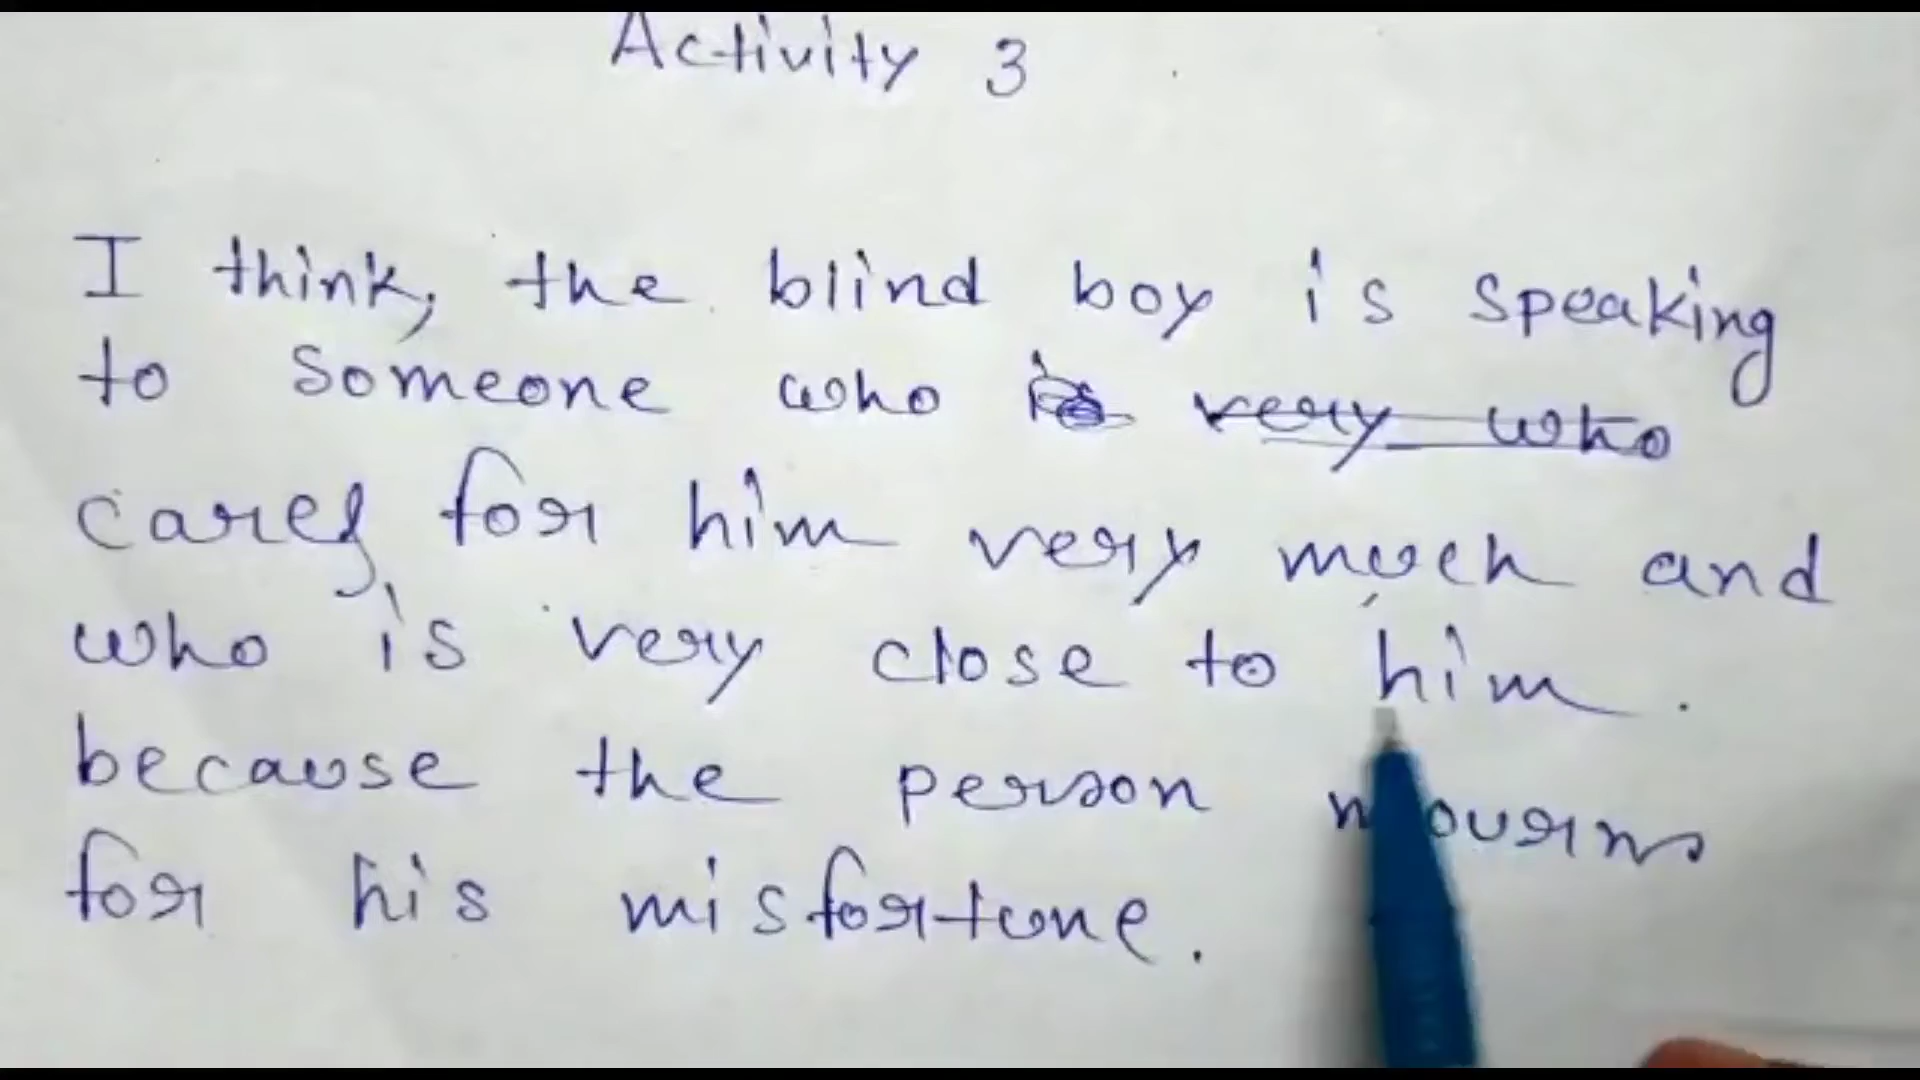 Activity 3
I think, the blind boy is speaking
to someone who is very who
cares for him very much and
who is very close to him.
because the person mourns
for his misfortune.